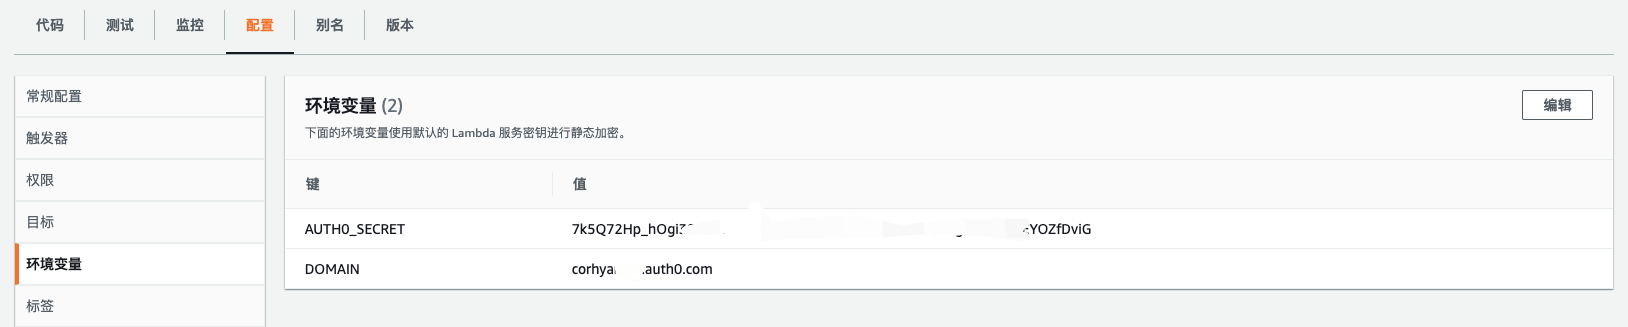 代码 测试 监控 配置 别名 版本
常规配置
触发器
权限
目标
环境变量
标签
环境变量 (2)
编辑
下面的环境变量使用默认的 Lambda 服务密钥进行静态加密。
键 值
AUTH0_SECRET 7k5Q72Hp_hOgi YOZfDviG
DOMAIN corhya .auth0.com